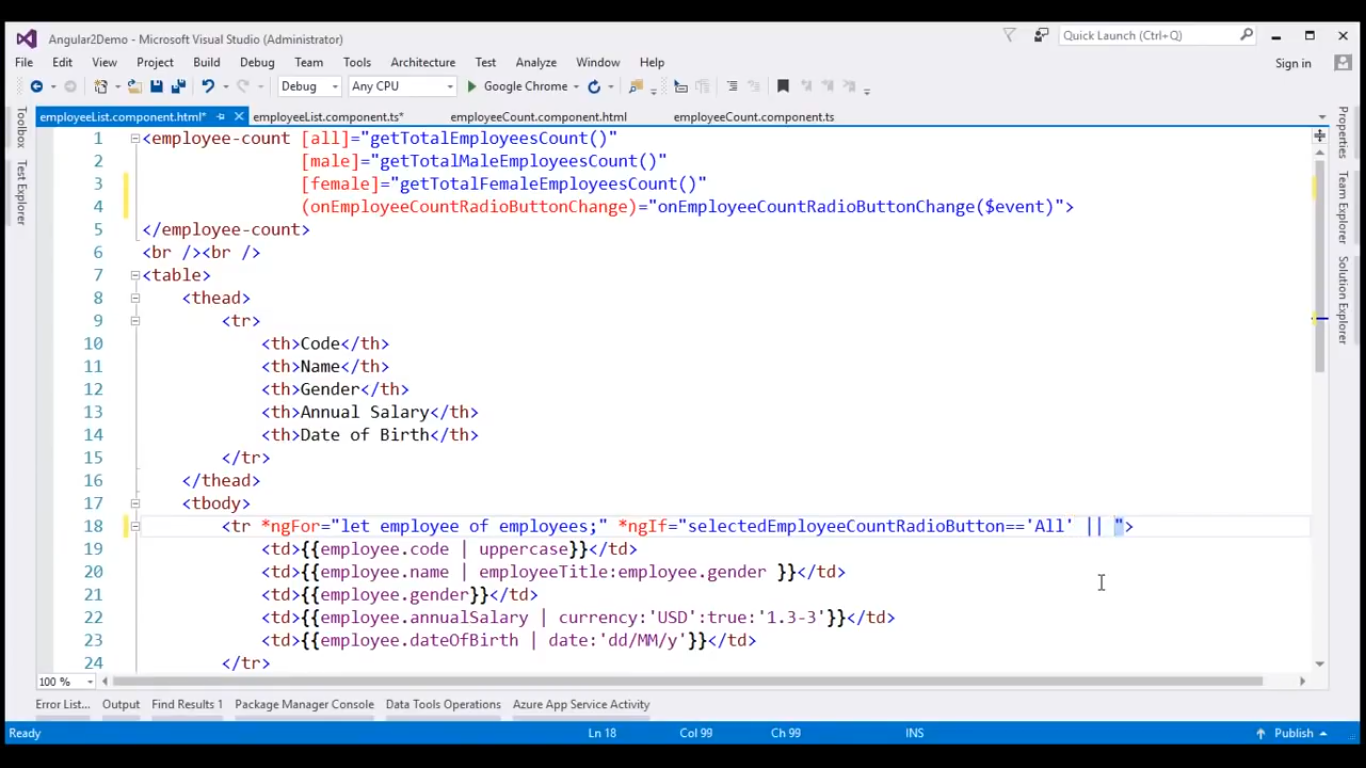 Angular2Demo - Microsoft Visual Studio (Administrator)
Quick Launch (Ctrl+Q)
File Edit View Project Build Debug Team Tools Architecture Test Analyze Window Help
Sign in
Debug Any CPU Google Chrome
employeeList.component.html* employeeList.component.ts* employeeCount.component.html employeeCount.component.ts
Toolbox
Test Explorer
Properties
Team Explorer
Solution Explorer
1 <employee-count [all]="getTotalEmployeesCount()"
2 [male]="getTotalMaleEmployeesCount()"
3 [female]="getTotalFemaleEmployeesCount()"
4 (onEmployeeCountRadioButtonChange)="onEmployeeCountRadioButtonChange($event)">
5 </employee-count>
6 <br /><br />
7 <table>
8 <thead>
9 <tr>
10 <th>Code</th>
11 <th>Name</th>
12 <th>Gender</th>
13 <th>Annual Salary</th>
14 <th>Date of Birth</th>
15 </tr>
16 </thead>
17 <tbody>
18 <tr *ngFor="let employee of employees;" *ngIf="selectedEmployeeCountRadioButton=='All' || ">
19 <td>{{employee.code | uppercase}}</td>
20 <td>{{employee.name | employeeTitle:employee.gender }}</td>
21 <td>{{employee.gender}}</td>
22 <td>{{employee.annualSalary | currency:'USD':true:'1.3-3'}}</td>
23 <td>{{employee.dateOfBirth | date:'dd/MM/y'}}</td>
24 </tr>
100 %
Error List... Output Find Results 1 Package Manager Console Data Tools Operations Azure App Service Activity
Ready Ln 18 Col 99 Ch 99 INS Publish